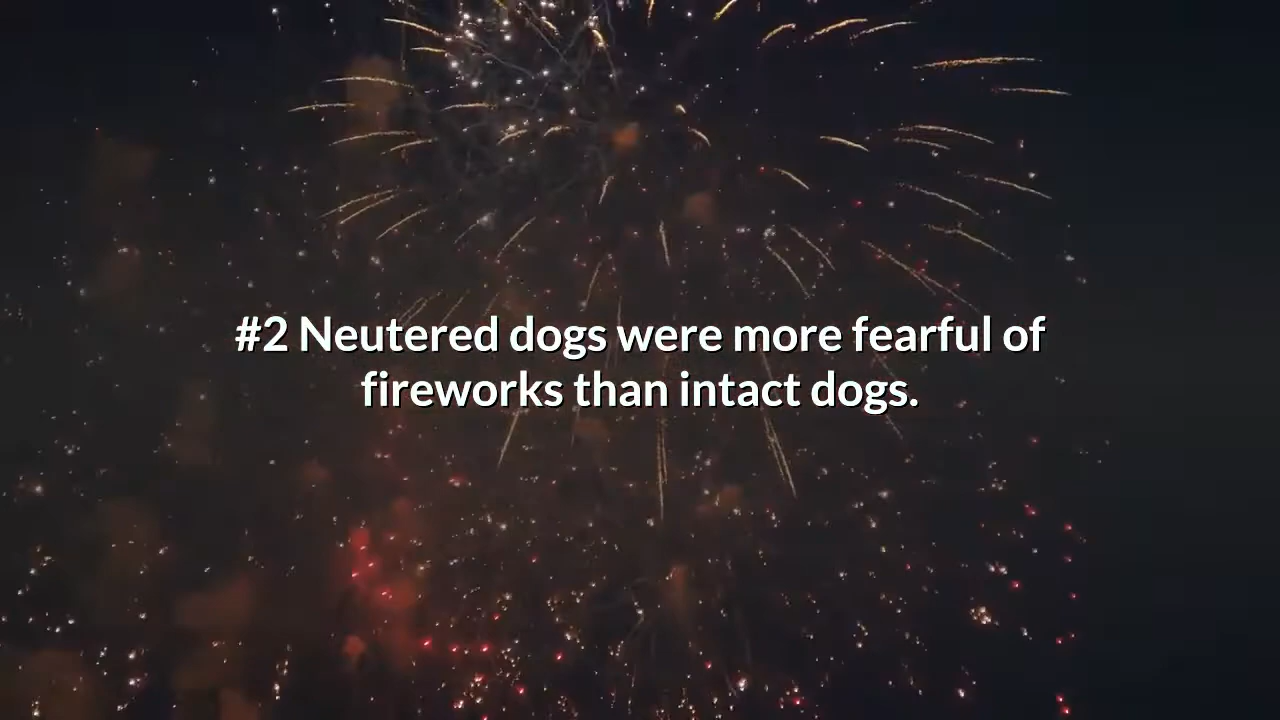 #2 Neutered dogs were more fearful of
fireworks than intact dogs.